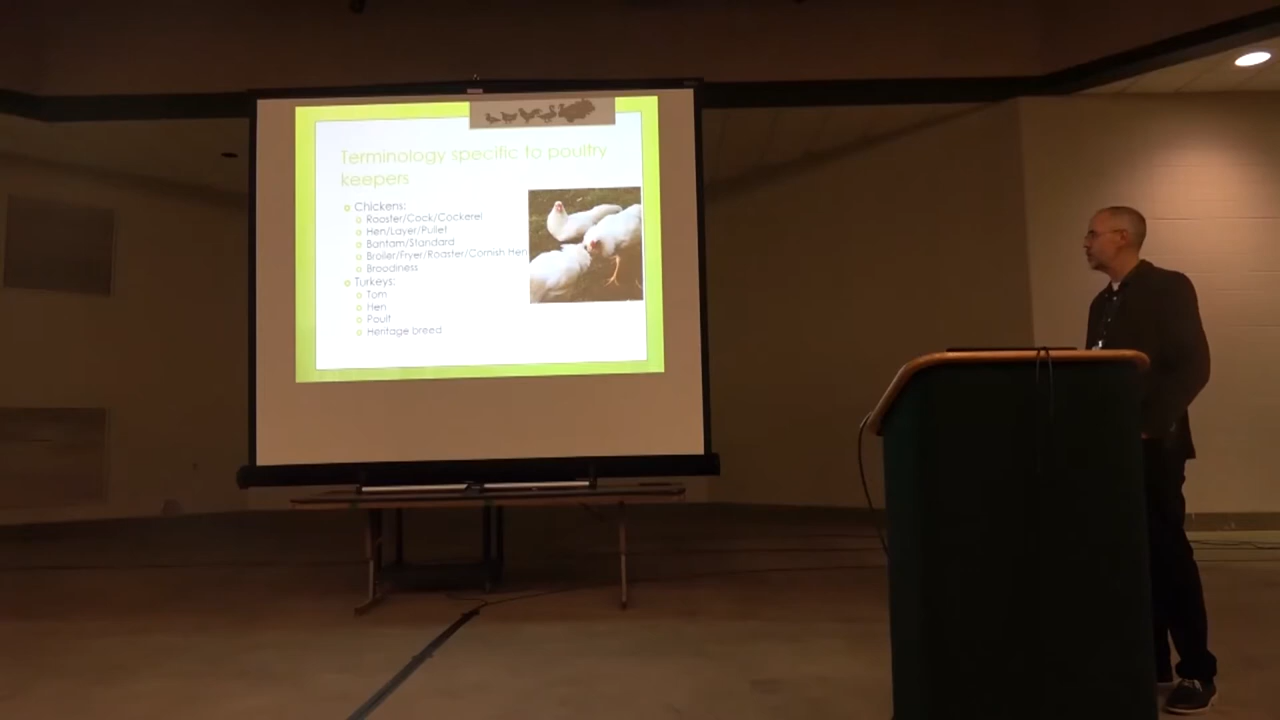 Terminology specific to poultry
keepers
Chickens:
Rooster/Cock/Cockerel
Hen/Layer/Pullet
Bantam/Standard
Broiler/Fryer/Roaster/Cornish Hen
Broodiness
Turkeys:
Tom
Hen
Poult
Heritage breed